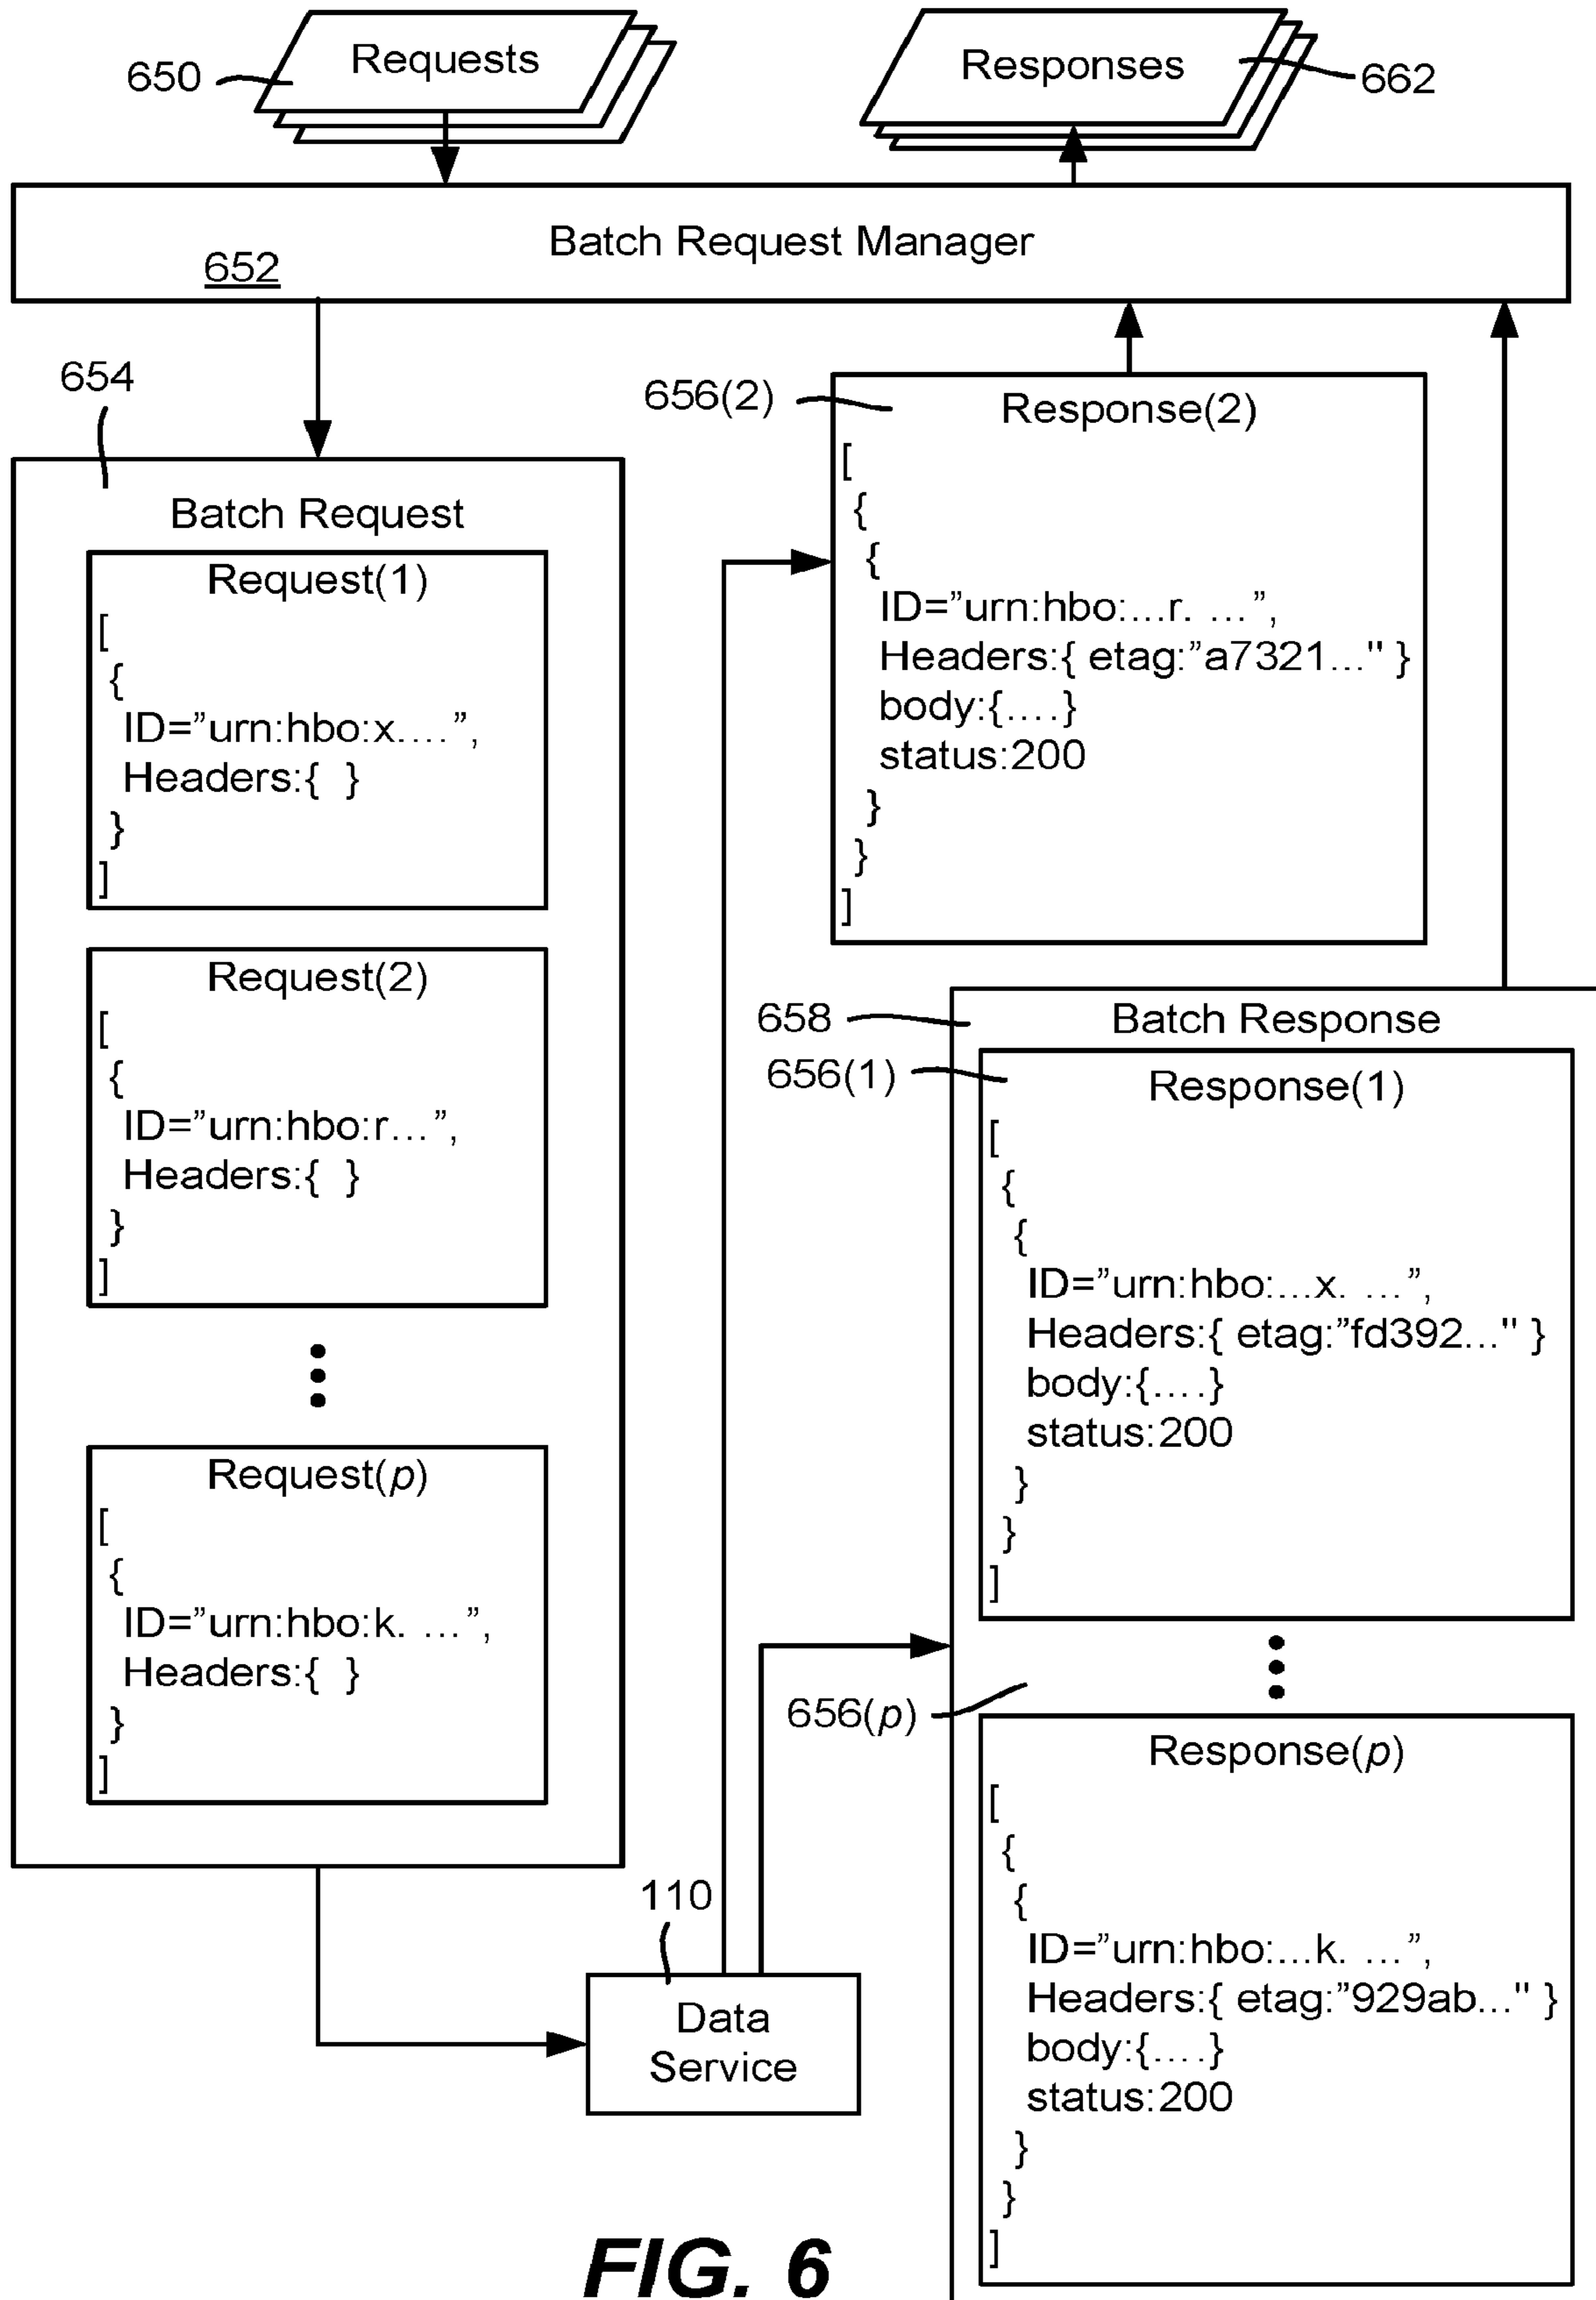 650
Requests
Responses
662
Batch Request Manager
652
654
Batch Request
Request(1)
[
{
ID=”urn:hbo:x....”,
Headers:{ }
}
]
Request(2)
[
{
ID=”urn:hbo:r...”,
Headers:{ }
}
]
Request(p)
[
{
ID=”urn:hbo:k. ...”,
Headers:{ }
}
]
110
Data
Service
656(2)
Response(2)
[
{
{
ID=”urn:hbo:...r. ...”,
Headers:{ etag:”a7321..." }
body:{....}
status:200
}
}
]
658
Batch Response
656(1)
Response(1)
[
{
{
ID=”urn:hbo:...x. ...”,
Headers:{ etag:”fd392..." }
body:{....}
status:200
}
}
]
656(p)
Response(p)
[
{
{
ID=”urn:hbo:...k. ...”,
Headers:{ etag:”929ab..." }
body:{....}
status:200
}
}
]
FIG. 6